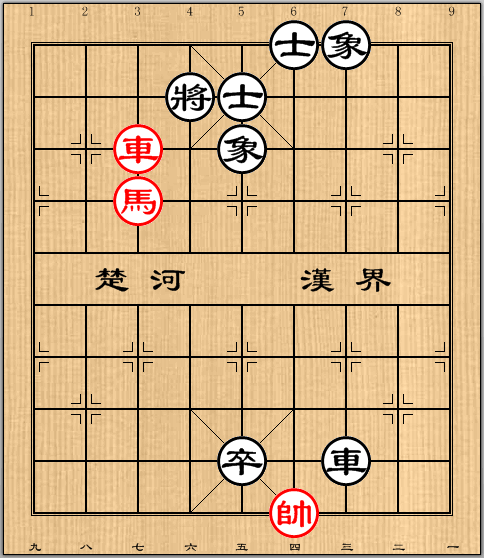 1 2 3 4 5 6 7 8 9
士 象
將 士
車 象
馬
楚 河 漢 界
卒 車
帥
九 八 七 六 五 四 三 二 一